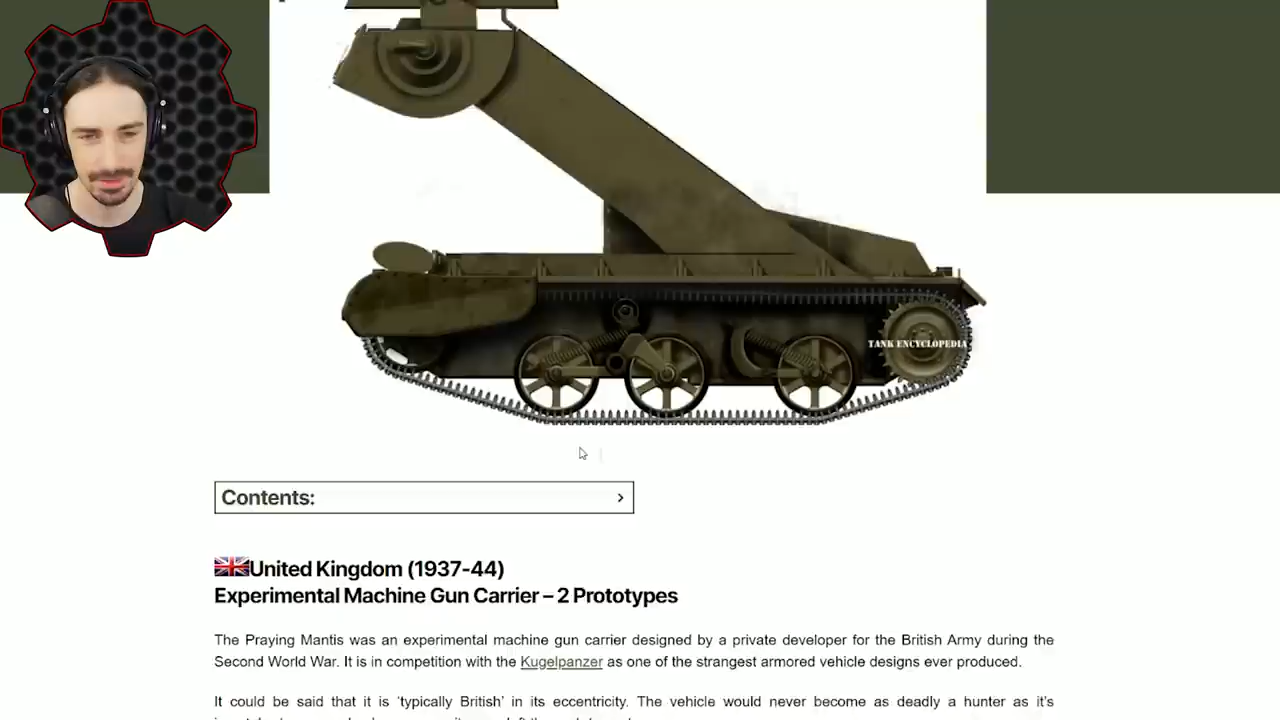 TANK ENCYCLOPEDIA
Contents:
United Kingdom (1937-44)
Experimental Machine Gun Carrier – 2 Prototypes
The Praying Mantis was an experimental machine gun carrier designed by a private developer for the British Army during the
Second World War. It is in competition with the Kugelpanzer as one of the strangest armored vehicle designs ever produced.
It could be said that it is ‘typically British’ in its eccentricity. The vehicle would never become as deadly a hunter as it’s